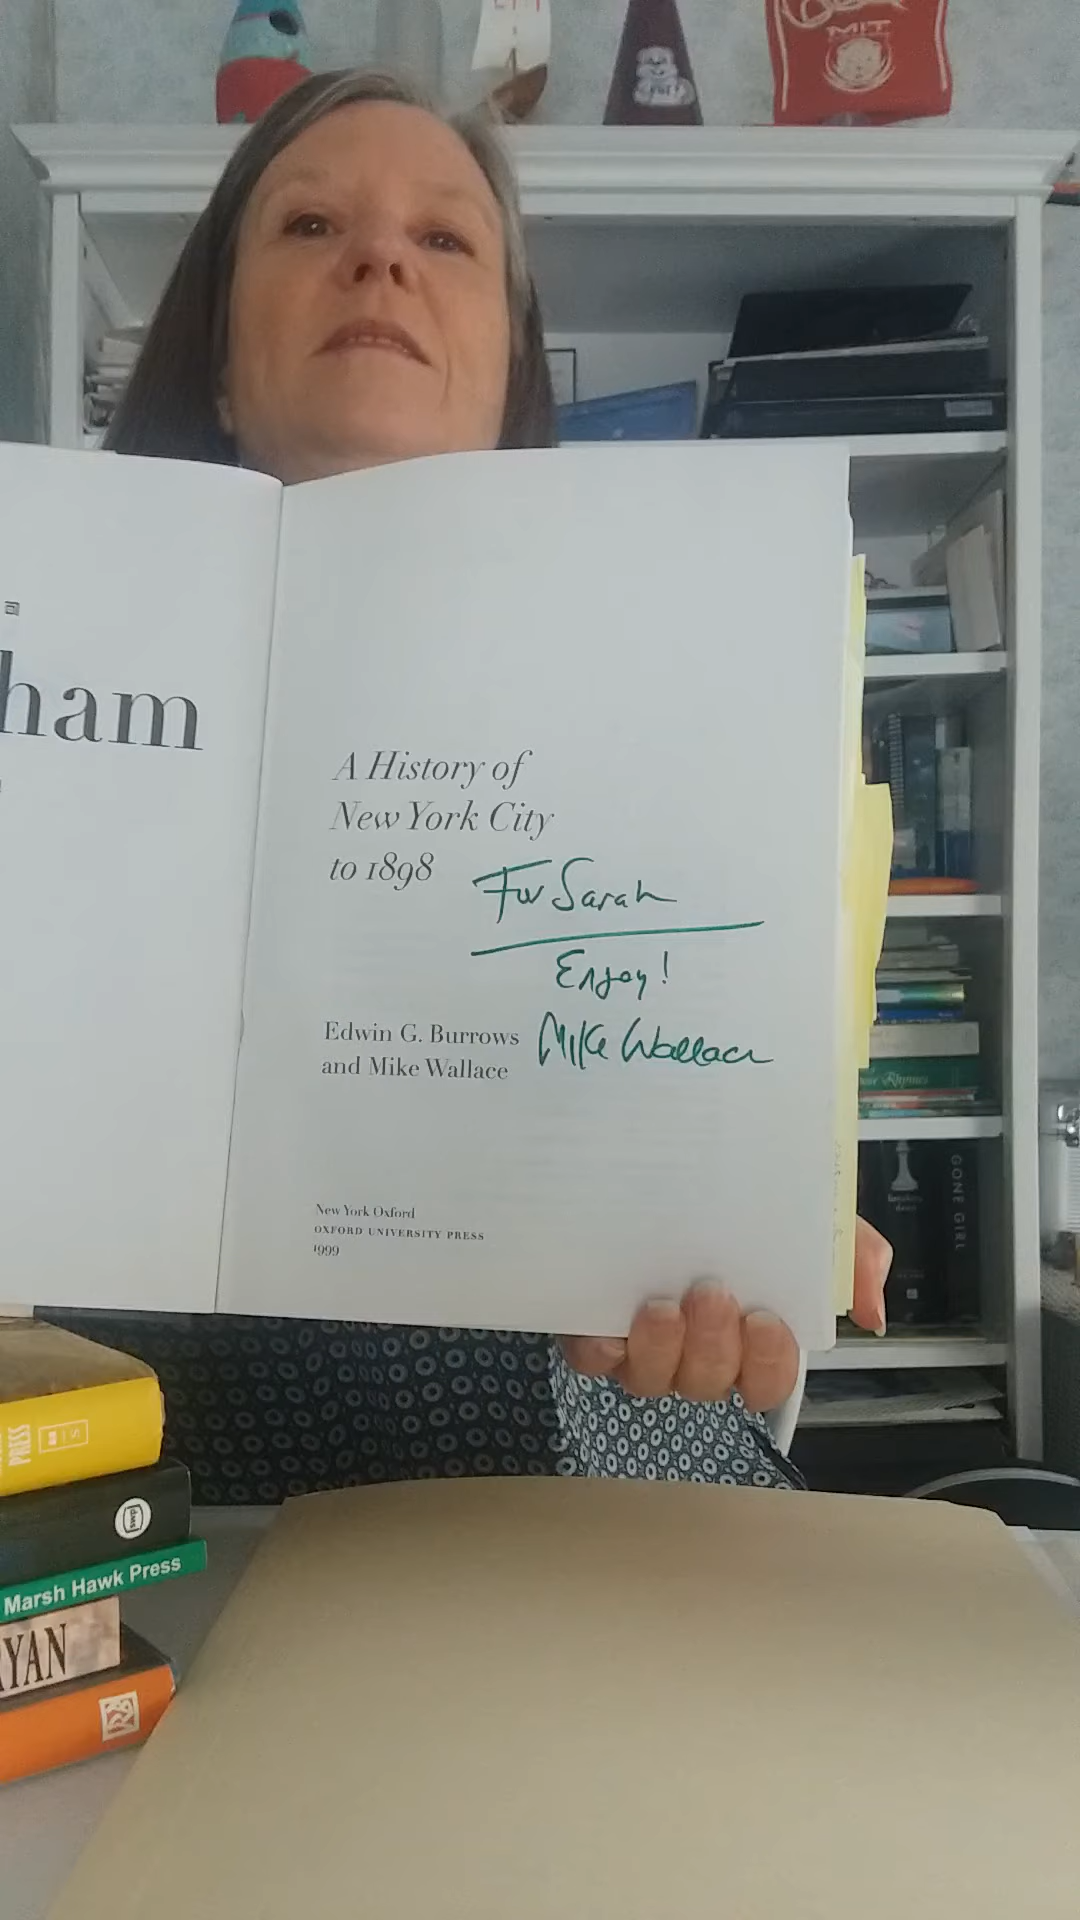 MIT
ham
A History of
New York City
to 1898
For Sarah
Enjoy!
Edwin G. Burrows
and Mike Wallace
Mike Wallace
New York Oxford
OXFORD UNIVERSITY PRESS
1999
Rhymes
GONE GIRL
PRESS
Marsh Hawk Press
YAN